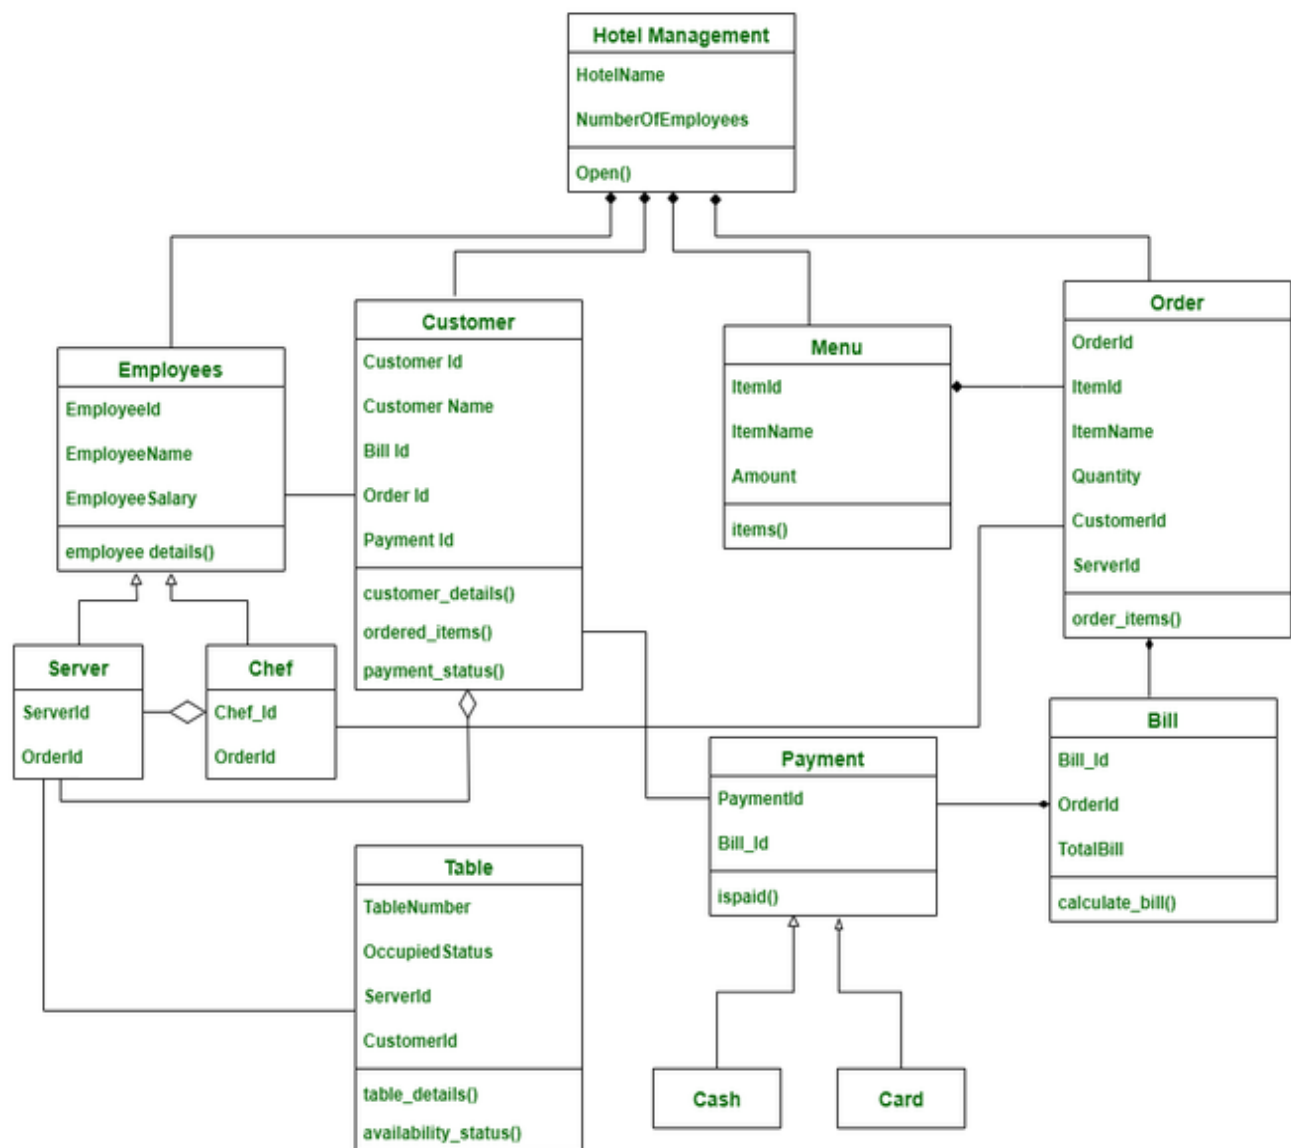 Hotel Management
HotelName
NumberOfEmployees
Open()
Employees
EmployeeId
EmployeeName
EmployeeSalary
employee details()
Customer
Customer Id
Customer Name
Bill Id
Order Id
Payment Id
customer_details()
ordered_items()
payment_status()
Menu
ItemId
ItemName
Amount
items()
Order
OrderId
ItemId
ItemName
Quantity
CustomerId
ServerId
order_items()
Server
ServerId
OrderId
Chef
Chef_Id
OrderId
Payment
PaymentId
Bill_Id
ispaid()
Bill
Bill_Id
OrderId
TotalBill
calculate_bill()
Table
TableNumber
OccupiedStatus
ServerId
CustomerId
table_details()
availability_status()
Cash
Card